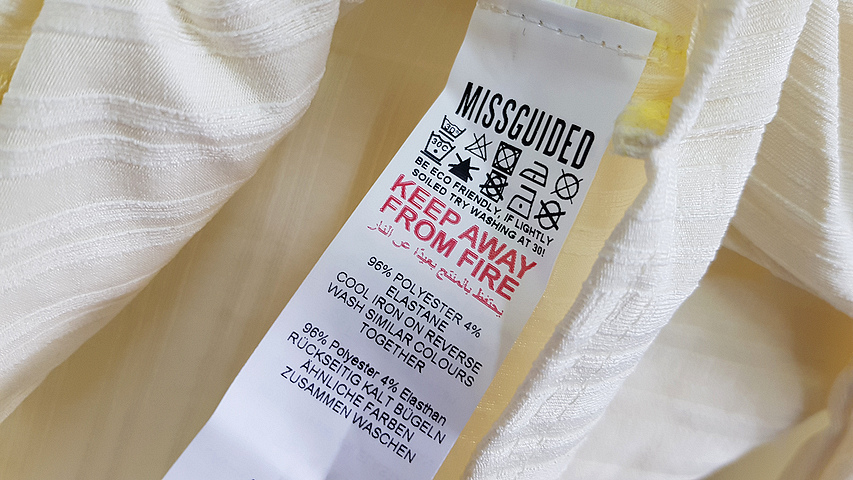 MISSGUIDED
30C
BE ECO FRIENDLY. IF LIGHTLY
SOILED TRY WASHING AT 30!
KEEP AWAY
FROM FIRE
يحتفظ بالمنتج بعيدًا عن النار
96% POLYESTER 4%
ELASTANE
COOL IRON ON REVERSE
WASH SIMILAR COLOURS
TOGETHER
96% Polyester 4% Elasthan
RÜCKSEITIG KALT BÜGELN
ÄHNLICHE FARBEN
ZUSAMMEN WASCHEN